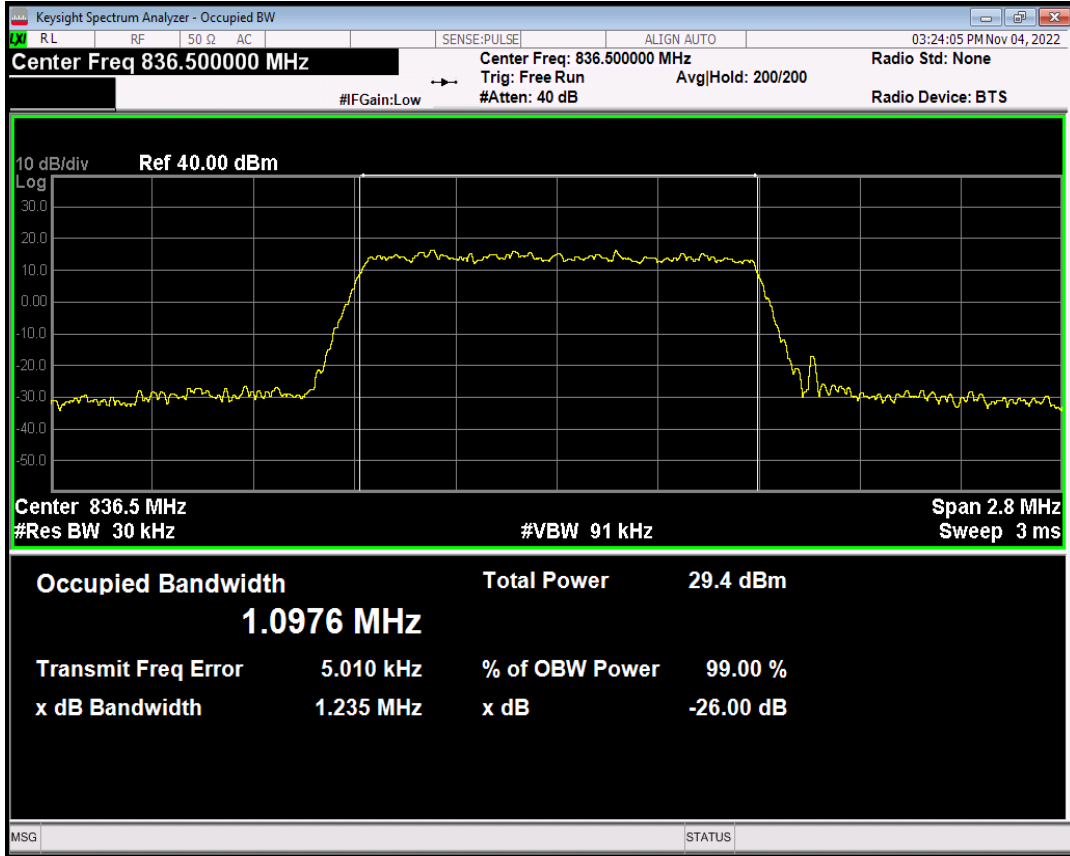 Keysight Spectrum Analyzer - Occupied BW
LXI RL RF 50 Ω AC SENSE:PULSE ALIGN AUTO 03:24:05 PM Nov 04, 2022
Center Freq 836.500000 MHz Center Freq: 836.500000 MHz Radio Std: None
Trig: Free Run Avg|Hold: 200/200
#IFGain:Low #Atten: 40 dB Radio Device: BTS
10 dB/div Ref 40.00 dBm
Log
30.0
20.0
10.0
0.00
-10.0
-20.0
-30.0
-40.0
-50.0
Center 836.5 MHz Span 2.8 MHz
#Res BW 30 kHz #VBW 91 kHz Sweep 3 ms
Occupied Bandwidth Total Power 29.4 dBm
1.0976 MHz
Transmit Freq Error 5.010 kHz % of OBW Power 99.00 %
x dB Bandwidth 1.235 MHz x dB -26.00 dB
MSG STATUS